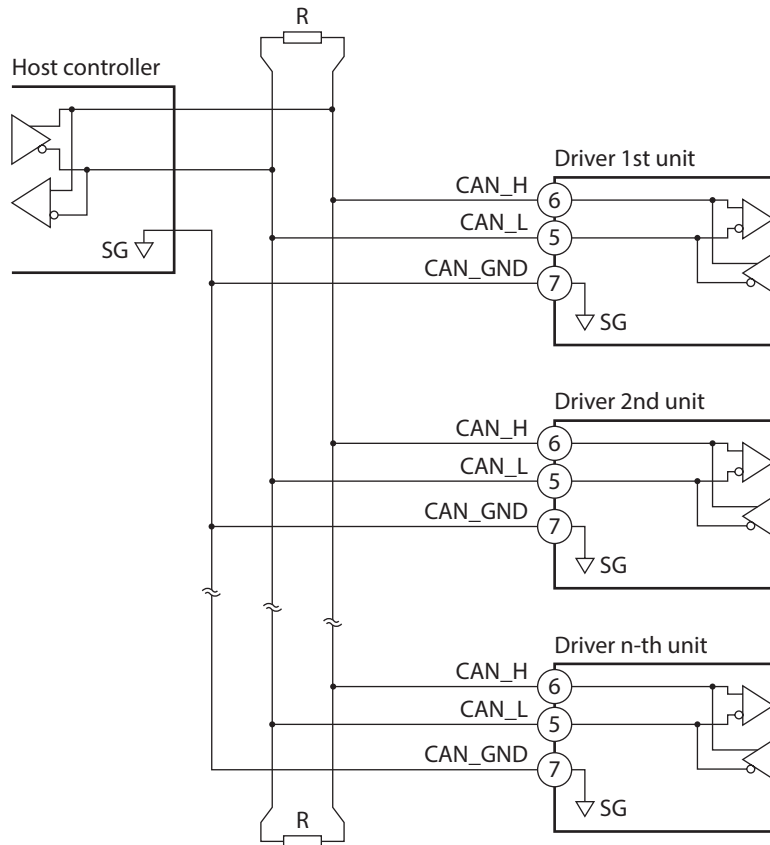 R
Host controller
SG
Driver 1st unit
CAN_H
6
CAN_L
5
CAN_GND
7
SG
Driver 2nd unit
CAN_H
6
CAN_L
5
CAN_GND
7
SG
Driver n-th unit
CAN_H
6
CAN_L
5
CAN_GND
7
SG
R